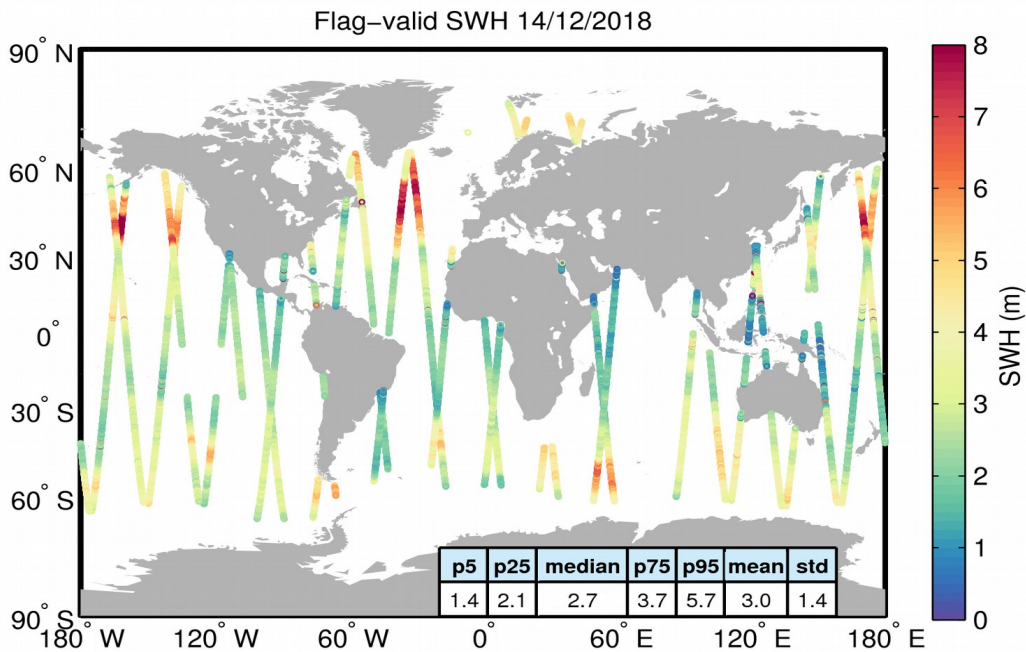 Flag−valid SWH 14/12/2018
90° N
60° N
30° N
0°
30° S
60° S
90° S
180° W
120° W
60° W
0°
60° E
120° E
180° E
p5 p25 median p75 p95 mean std
1.4 2.1 2.7 3.7 5.7 3.0 1.4
8
7
6
5
4
3
2
1
0
SWH (m)